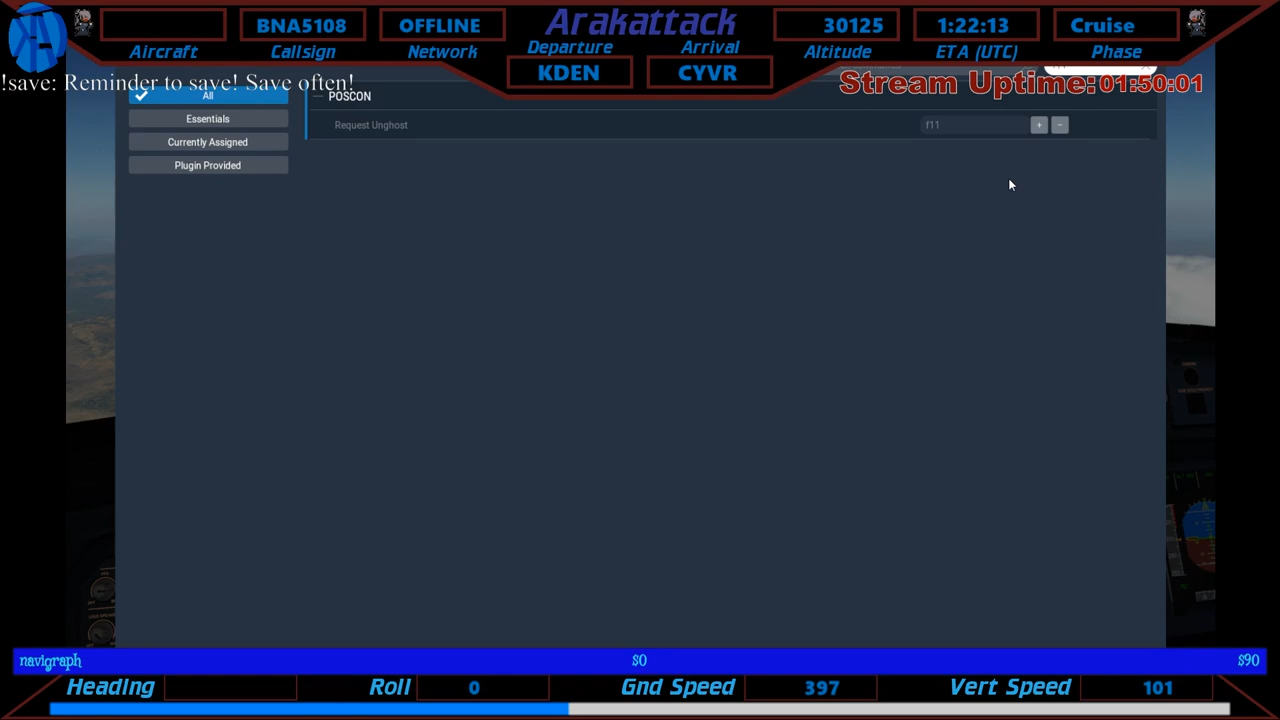 BNA5108
OFFLINE
Arakattack
30125
1:22:13
Cruise
Aircraft
Callsign
Network
Departure
Arrival
Altitude
ETA (UTC)
Phase
KDEN
CYVR
!save: Reminder to save! Save often!
Stream Uptime: 01:50:01
All
POSCON
Essentials
Request Unghost
f11
+
-
Currently Assigned
Plugin Provided
navigraph
$0
$90
Heading
Roll
0
Gnd Speed
397
Vert Speed
101